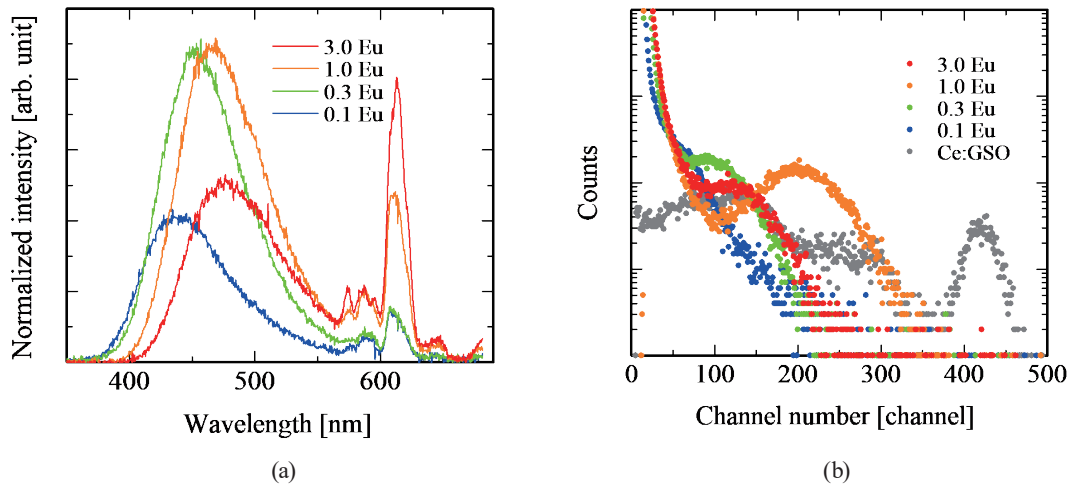 Normalized intensity [arb. unit]
3.0 Eu
1.0 Eu
0.3 Eu
0.1 Eu
400
500
600
Wavelength [nm]
(a)
Counts
3.0 Eu
1.0 Eu
0.3 Eu
0.1 Eu
Ce:GSO
0
100
200
300
400
500
Channel number [channel]
(b)